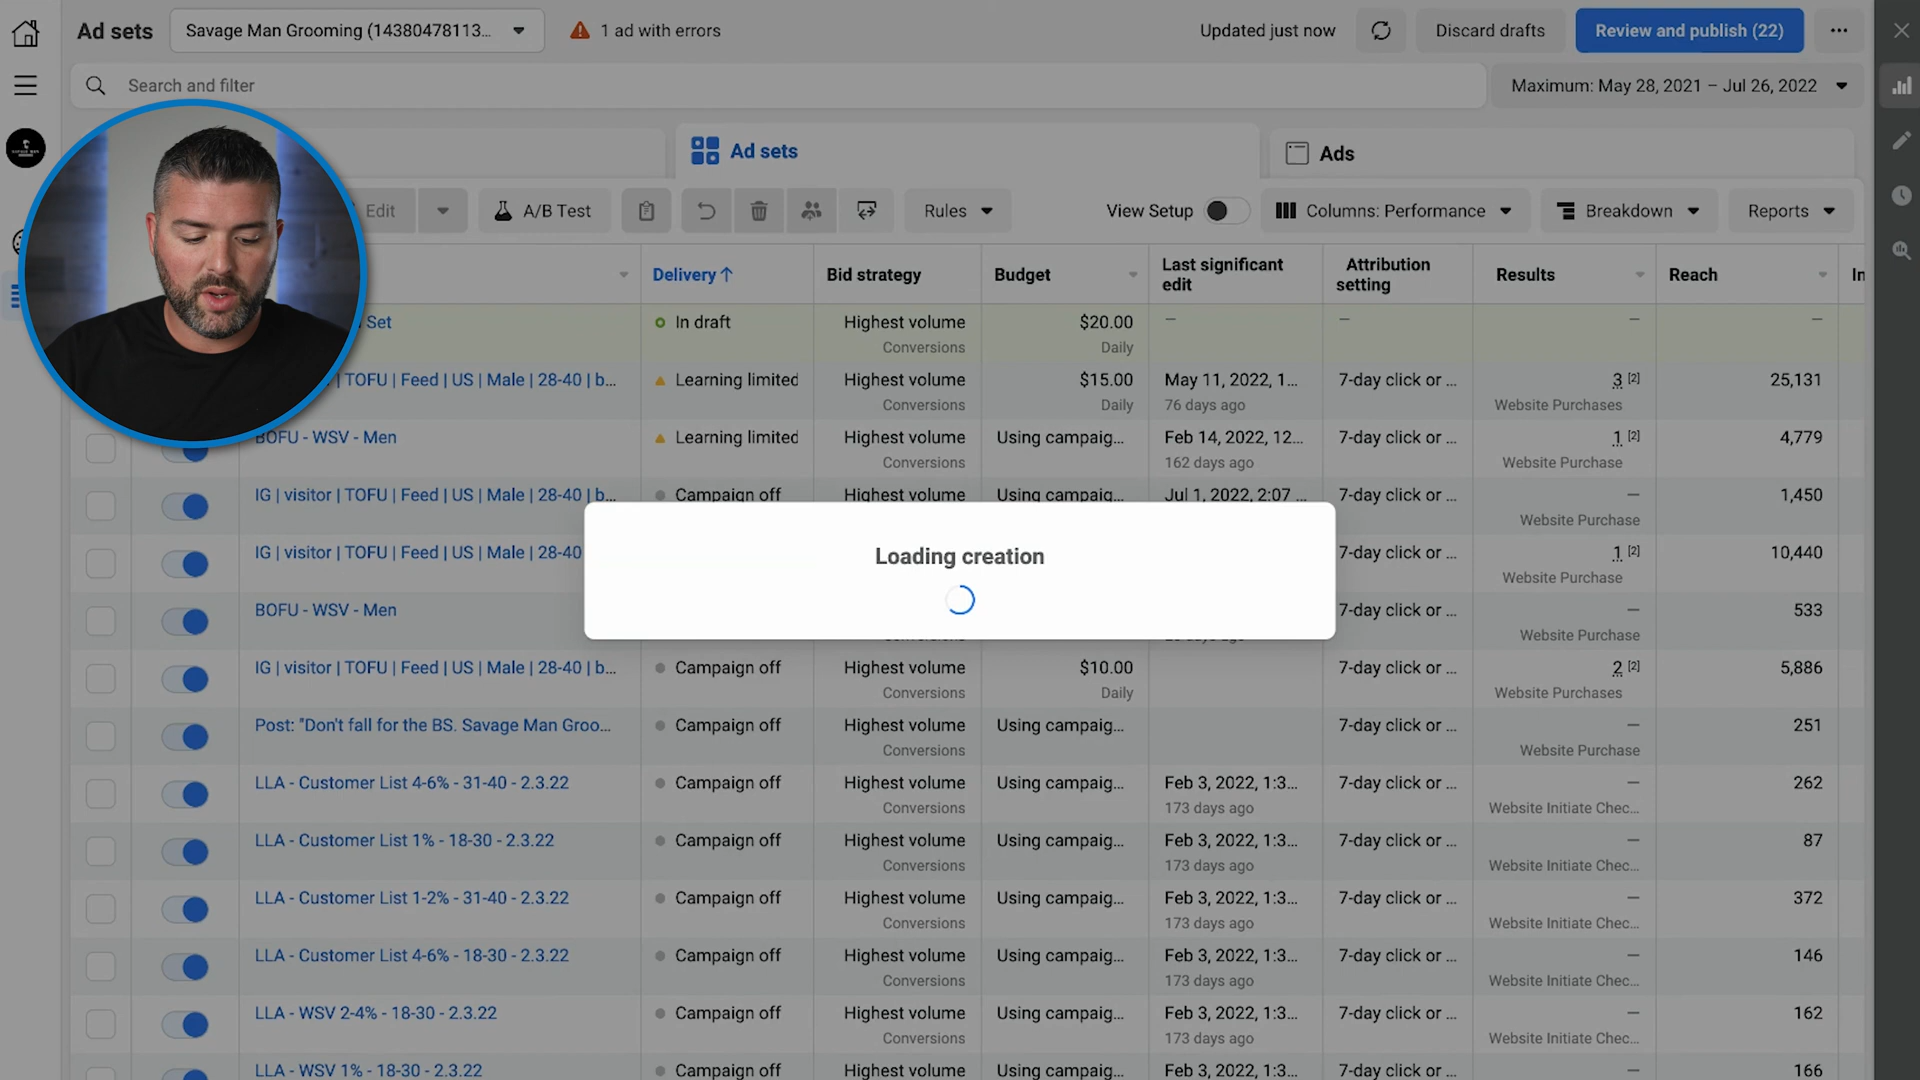 Ad sets
Savage Man Grooming (14380478113...
1 ad with errors
Updated just now
Discard drafts
Review and publish (22)
Search and filter
Maximum: May 28, 2021 – Jul 26, 2022
Ad sets
Ads
Edit
A/B Test
Rules
View Setup
Columns: Performance
Breakdown
Reports
Delivery↑
Bid strategy
Budget
Last significant edit
Attribution setting
Results
Reach
In
Set
In draft
Highest volume
$20.00
—
—
—
—
Conversions
Daily
| TOFU | Feed | US | Male | 28-40 | b...
Learning limited
Highest volume
$15.00
May 11, 2022, 1...
7-day click or ...
3 [2]
25,131
Conversions
Daily
76 days ago
Website Purchases
BOFU - WSV - Men
Learning limited
Highest volume
Using campaig...
Feb 14, 2022, 12...
7-day click or ...
1 [2]
4,779
Conversions
162 days ago
Website Purchase
IG | visitor | TOFU | Feed | US | Male | 28-40 | b...
Campaign off
Highest volume
Using campaig...
Jul 1, 2022, 2:07 ...
7-day click or ...
—
1,450
Website Purchase
Loading creation
IG | visitor | TOFU | Feed | US | Male | 28-40
7-day click or ...
1 [2]
10,440
Website Purchase
BOFU - WSV - Men
7-day click or ...
—
533
Website Purchase
IG | visitor | TOFU | Feed | US | Male | 28-40 | b...
Campaign off
Highest volume
$10.00
7-day click or ...
2 [2]
5,886
Conversions
Daily
Website Purchases
Post: "Don't fall for the BS. Savage Man Groo...
Campaign off
Highest volume
Using campaig...
7-day click or ...
—
251
Conversions
Website Purchase
LLA - Customer List 4-6% - 31-40 - 2.3.22
Campaign off
Highest volume
Using campaig...
Feb 3, 2022, 1:3...
7-day click or ...
—
262
Conversions
173 days ago
Website Initiate Chec...
LLA - Customer List 1% - 18-30 - 2.3.22
Campaign off
Highest volume
Using campaig...
Feb 3, 2022, 1:3...
7-day click or ...
—
87
Conversions
173 days ago
Website Initiate Chec...
LLA - Customer List 1-2% - 31-40 - 2.3.22
Campaign off
Highest volume
Using campaig...
Feb 3, 2022, 1:3...
7-day click or ...
—
372
Conversions
173 days ago
Website Initiate Chec...
LLA - Customer List 4-6% - 18-30 - 2.3.22
Campaign off
Highest volume
Using campaig...
Feb 3, 2022, 1:3...
7-day click or ...
—
146
Conversions
173 days ago
Website Initiate Chec...
LLA - WSV 2-4% - 18-30 - 2.3.22
Campaign off
Highest volume
Using campaig...
Feb 3, 2022, 1:3...
7-day click or ...
—
162
Conversions
173 days ago
Website Initiate Chec...
LLA - WSV 1% - 18-30 - 2.3.22
Campaign off
Highest volume
Using campaig...
Feb 3, 2022, 1:3...
7-day click or ...
—
166